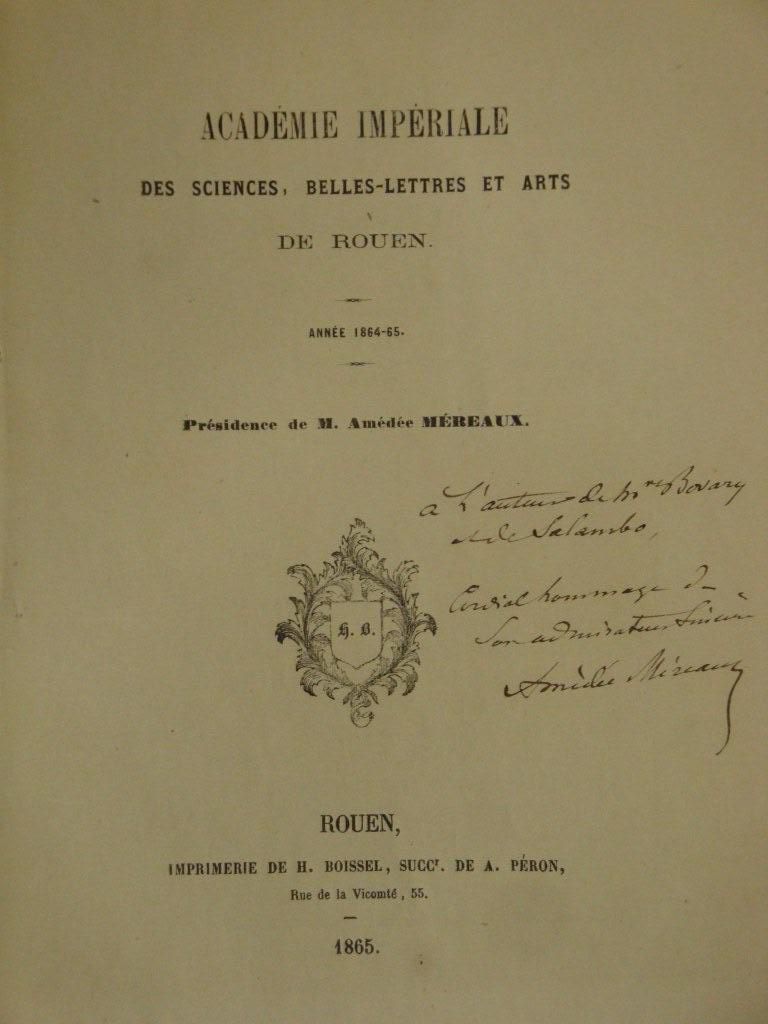 ACADÉMIE IMPÉRIALE
DES SCIENCES, BELLES-LETTRES ET ARTS
DE ROUEN.
ANNÉE 1864-65.
Présidence de M. Amédée MÉREAUX.
a L'auteur de Mme Bovary
et de Salambo,
Cordial hommage de
Son admirateur Sincère
Amédée Méreaux
H. B.
ROUEN,
IMPRIMERIE DE H. BOISSEL, SUCCr. DE A. PÉRON,
Rue de la Vicomté, 55.
1865.